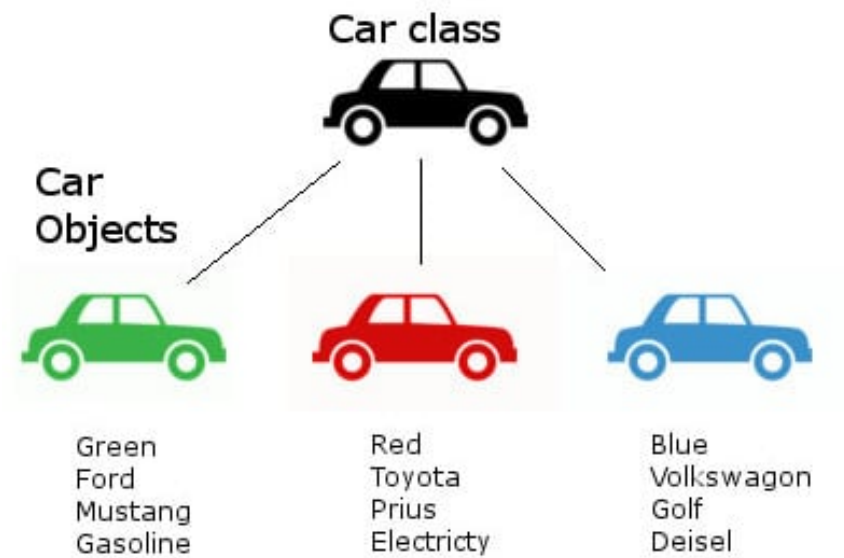 Car class
Car
Objects
Green
Ford
Mustang
Gasoline
Red
Toyota
Prius
Electricty
Blue
Volkswagon
Golf
Deisel